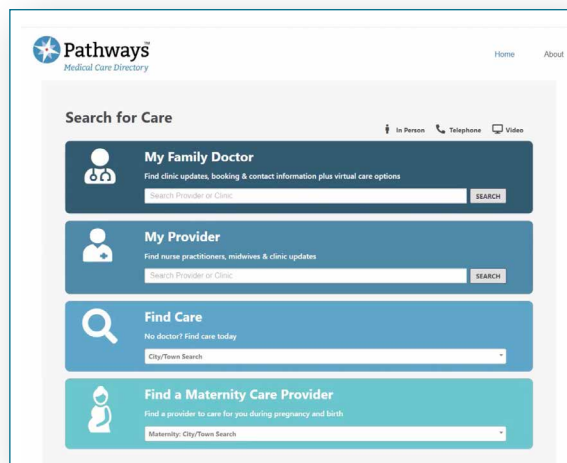 Pathways™
Medical Care Directory
Home About
Search for Care
In Person Telephone Video
My Family Doctor
Find clinic updates, booking & contact information plus virtual care options
Search Provider or Clinic SEARCH
My Provider
Find nurse practitioners, midwives & clinic updates
Search Provider or Clinic SEARCH
Find Care
No doctor? Find care today
City/Town Search
Find a Maternity Care Provider
Find a provider to care for you during pregnancy and birth
Maternity: City/Town Search